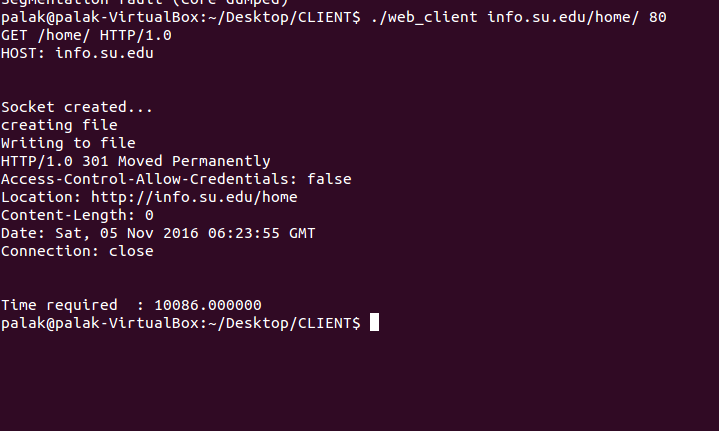 Segmentation fault (core dumped)
palak@palak-VirtualBox:~/Desktop/CLIENT$ ./web_client info.su.edu/home/ 80
GET /home/ HTTP/1.0
HOST: info.su.edu
Socket created...
creating file
Writing to file
HTTP/1.0 301 Moved Permanently
Access-Control-Allow-Credentials: false
Location: http://info.su.edu/home
Content-Length: 0
Date: Sat, 05 Nov 2016 06:23:55 GMT
Connection: close
Time required  : 10086.000000
palak@palak-VirtualBox:~/Desktop/CLIENT$